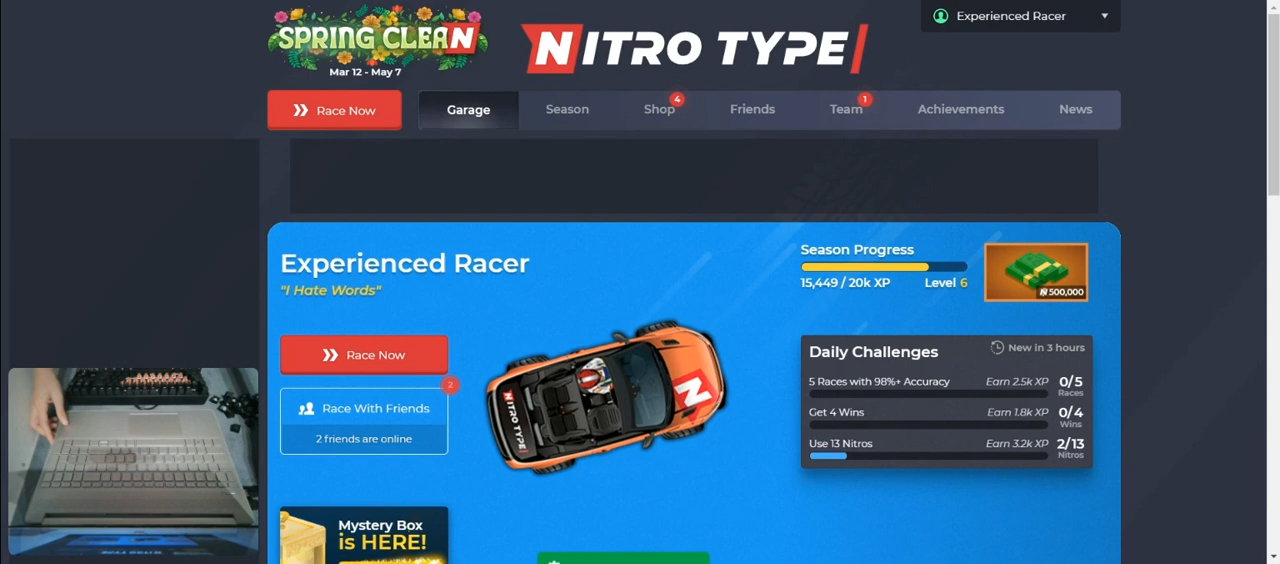 SPRING CLEAN
Mar 12 - May 7
NITRO TYPE
Experienced Racer
Race Now
Garage
Season
Shop
4
Friends
Team
1
Achievements
News
Experienced Racer
"I Hate Words"
Race Now
Race With Friends
2
2 friends are online
Mystery Box
is HERE!
NITRO TYPE
N
Season Progress
15,449 / 20k XP
Level 6
N 500,000
Daily Challenges
New in 3 hours
5 Races with 98%+ Accuracy
Earn 2.5k XP
0/5
Races
Get 4 Wins
Earn 1.8k XP
0/4
Wins
Use 13 Nitros
Earn 3.2k XP
2/13
Nitros